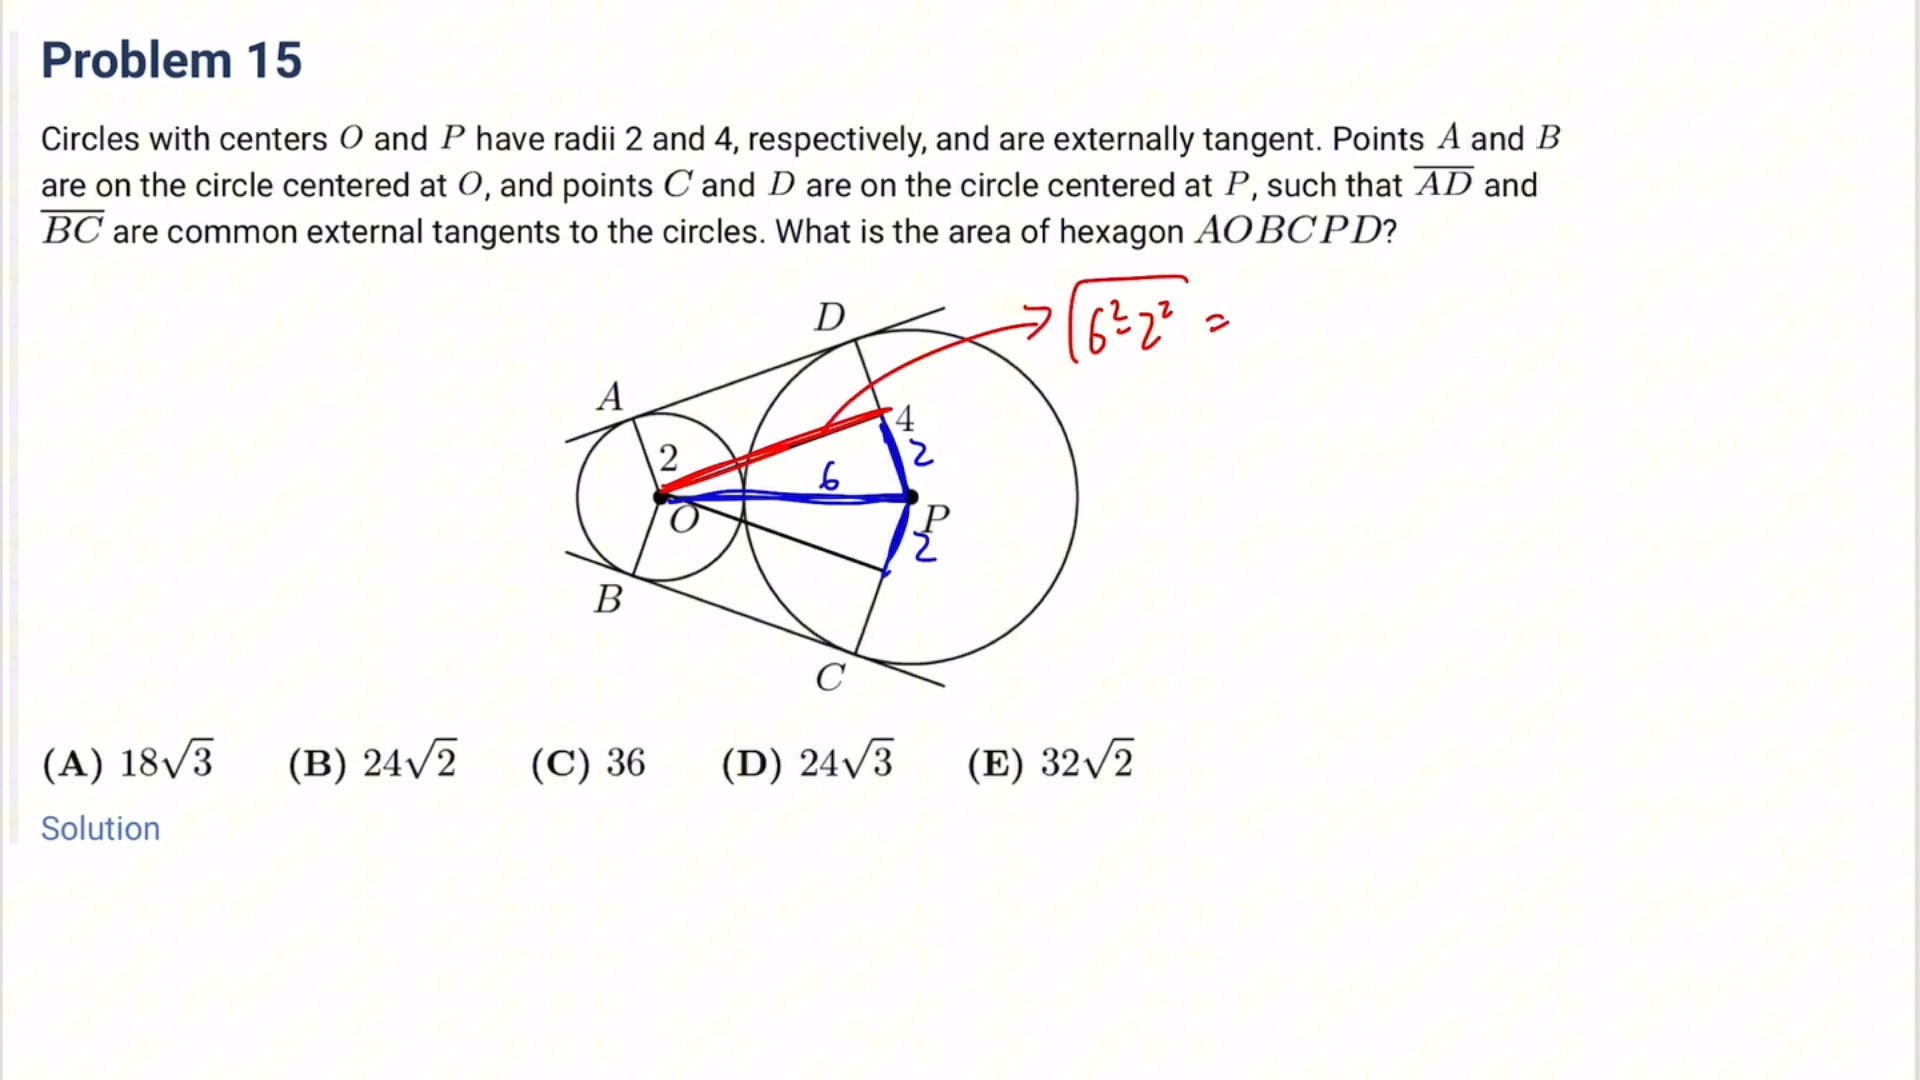 Problem 15
Circles with centers O and P have radii 2 and 4, respectively, and are externally tangent. Points A and B
are on the circle centered at O, and points C and D are on the circle centered at P, such that \overline{AD} and
\overline{BC} are common external tangents to the circles. What is the area of hexagon AOBCPD?
D
√(6²-2²) =
A
4
2
2
6
O
P
2
B
C
(A) 18√3 (B) 24√2 (C) 36 (D) 24√3 (E) 32√2
Solution